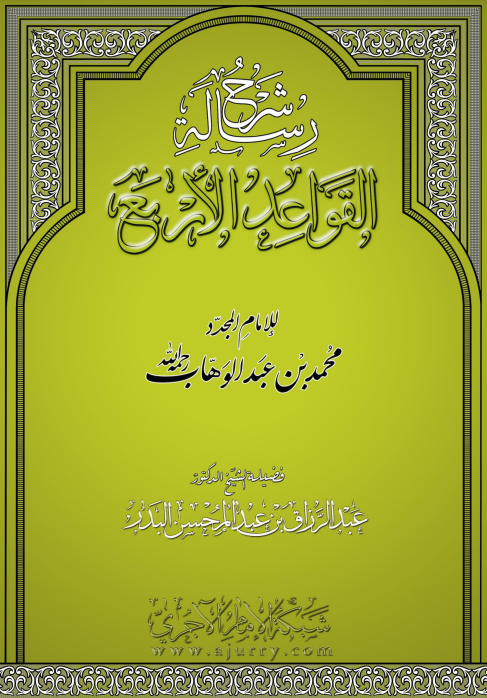 شرح
رسالة
القواعد الأربع
للإمام المجدد
محمد بن عبد الوهاب رحمه الله
فضيلة الشيخ الدكتور
عبد الرزاق بن عبد المحسن البدر
شبكة الإمام الآجري
www.ajurry.com